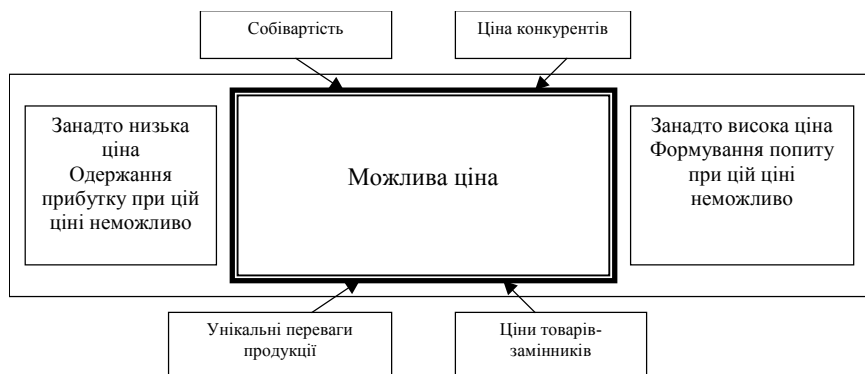 Собівартість
Ціна конкурентів
Занадто низька
ціна
Одержання
прибутку при цій
ціні неможливо
Можлива ціна
Занадто висока ціна
Формування попиту
при цій ціні
неможливо
Унікальні переваги
продукції
Ціни товарів-
замінників